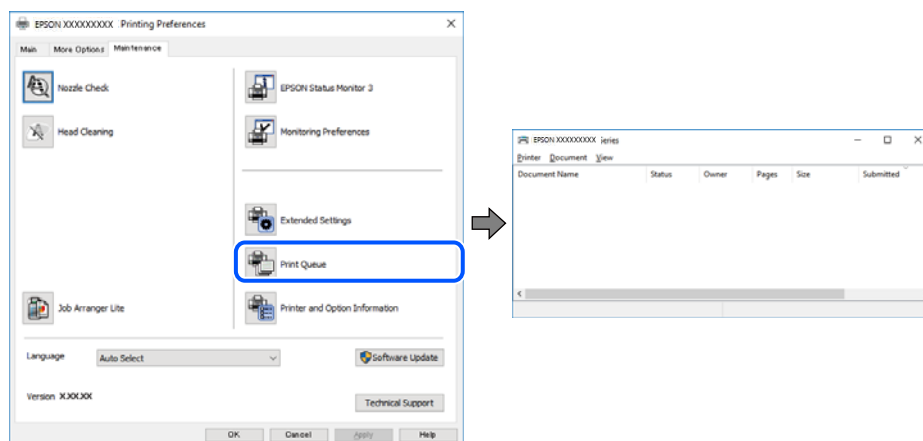 EPSON XXXXXXXXX Printing Preferences
Main More Options Maintenance
Nozzle Check
EPSON Status Monitor 3
Head Cleaning
Monitoring Preferences
Extended Settings
Print Queue
Job Arranger Lite
Printer and Option Information
Language Auto Select Software Update
Version X.XX.XX
Technical Support
OK Cancel Apply Help
EPSON XXXXXXXXX ieries
Printer Document View
Document Name Status Owner Pages Size Submitted